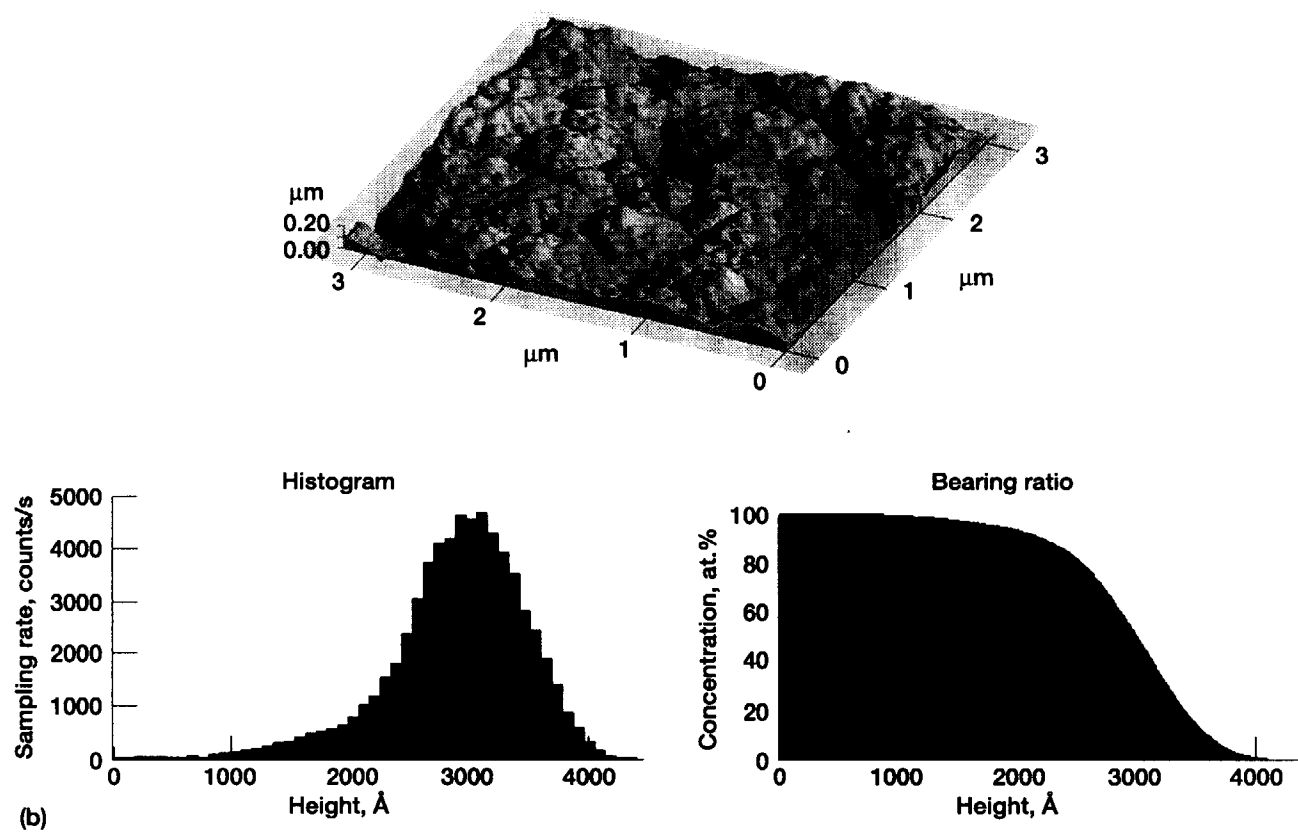 μm
0.20
0.00
3
2
μm
1
0
3
2
μm
1
0
Histogram
Sampling rate, counts/s
5000
4000
3000
2000
1000
0
0 1000 2000 3000 4000
Height, Å
Bearing ratio
Concentration, at.%
100
80
60
40
20
0
0 1000 2000 3000 4000
Height, Å
(b)